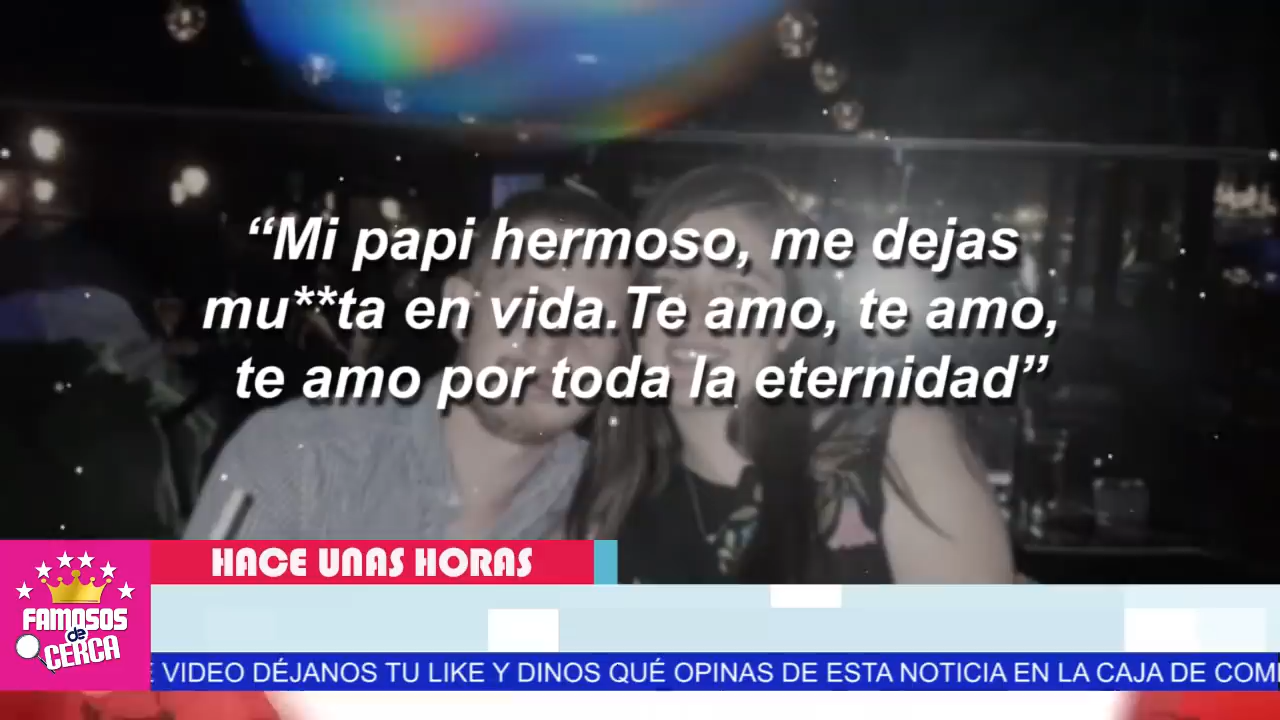 “Mi papi hermoso, me dejas
mu**ta en vida.Te amo, te amo,
te amo por toda la eternidad”
HACE UNAS HORAS
FAMOSOS
de
CERCA
VIDEO DÉJANOS TU LIKE Y DINOS QUÉ OPINAS DE ESTA NOTICIA EN LA CAJA DE